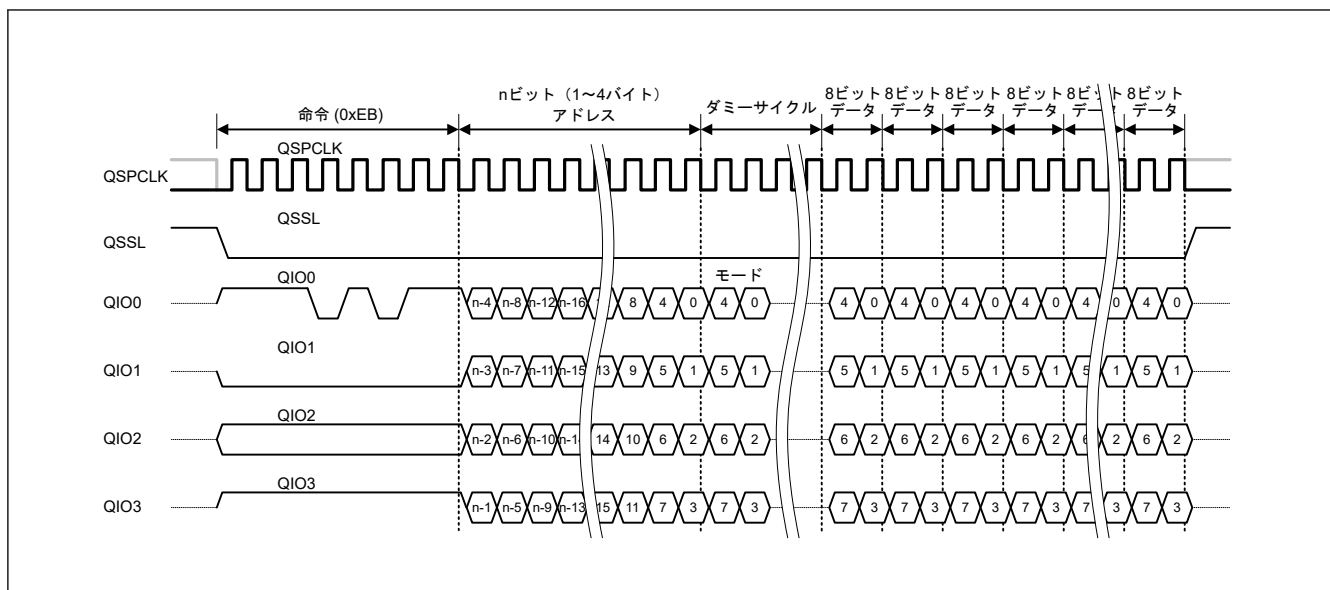 nビット（1～4バイト）
アドレス
命令 (0xEB)
ダミーサイクル
8ビット 8ビット 8ビット 8ビット 8ビット 8ビット
データ データ データ データ データ データ
QSPCLK
QSPCLK
QSSL
QSSL
モード
QIO0
QIO0
n-4 n-8 n-12 n-16 8 4 0 4 0 4 0 4 0 4 0 4 0 4 0 4 0
QIO1
QIO1
n-3 n-7 n-11 n-15 13 9 5 1 5 1 5 1 5 1 5 1 5 1 5 1 5 1
QIO2
QIO2
n-2 n-6 n-10 n-14 14 10 6 2 6 2 6 2 6 2 6 2 6 2 6 2 6 2
QIO3
QIO3
n-1 n-5 n-9 n-13 15 11 7 3 7 3 7 3 7 3 7 3 7 3 7 3 7 3